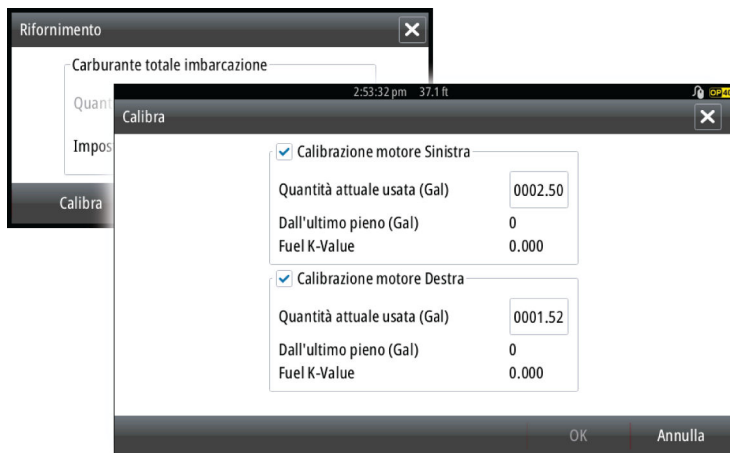 Rifornimento
Carburante totale imbarcazione
Quant
Impos
Calibra
2:53:32 pm 37.1 ft
Calibra
Calibrazione motore Sinistra
Quantità attuale usata (Gal) 0002.50
Dall'ultimo pieno (Gal) 0
Fuel K-Value 0.000
Calibrazione motore Destra
Quantità attuale usata (Gal) 0001.52
Dall'ultimo pieno (Gal) 0
Fuel K-Value 0.000
OK Annulla